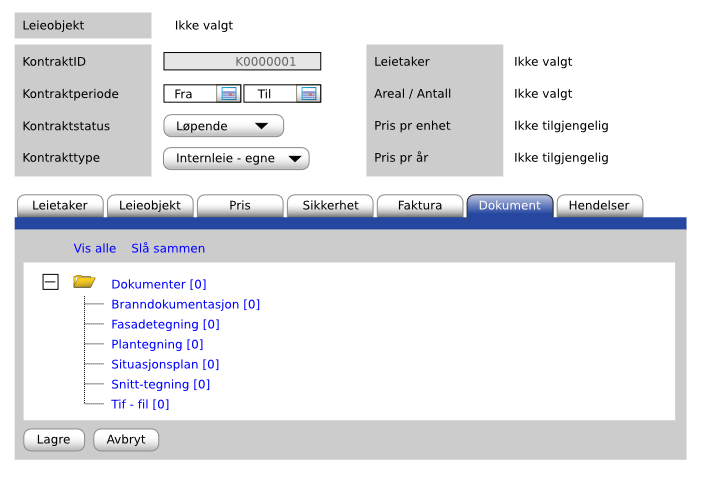 Leieobjekt Ikke valgt
KontraktID K0000001 Leietaker Ikke valgt
Kontraktperiode Fra Til Areal / Antall Ikke valgt
Kontraktstatus Løpende Pris pr enhet Ikke tilgjengelig
Kontrakttype Internleie - egne Pris pr år Ikke tilgjengelig
Leietaker Leieobjekt Pris Sikkerhet Faktura Dokument Hendelser
Vis alle Slå sammen
Dokumenter [0]
Branndokumentasjon [0]
Fasadetegning [0]
Plantegning [0]
Situasjonsplan [0]
Snitt-tegning [0]
Tif - fil [0]
Lagre Avbryt